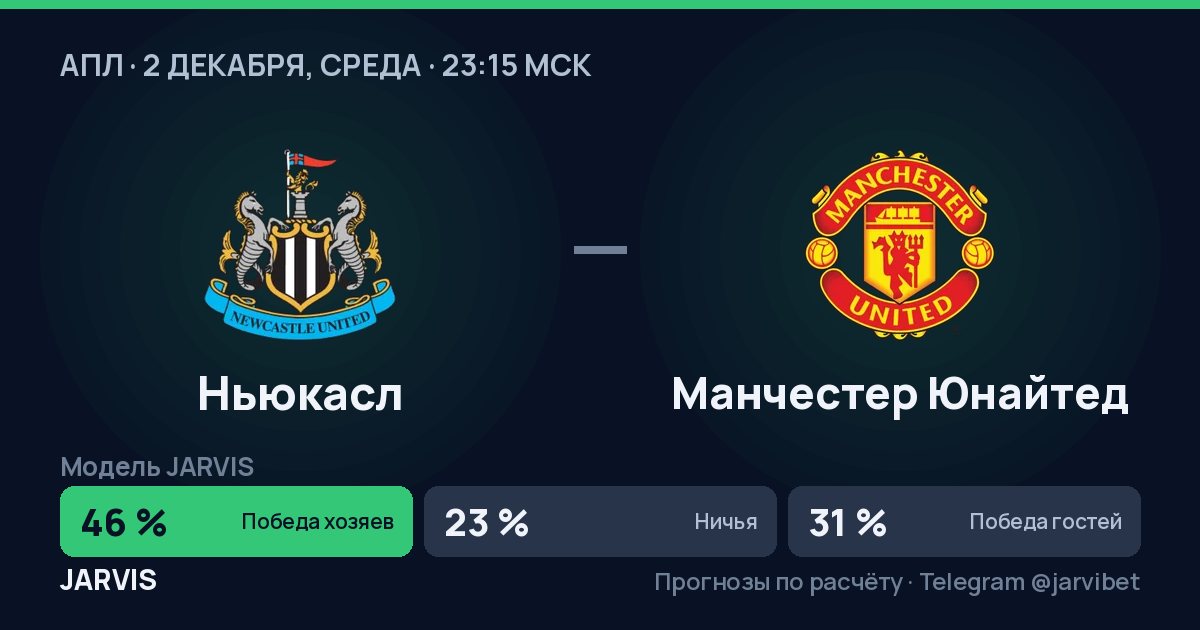 АПЛ · 2 ДЕКАБРЯ, СРЕДА · 23:15 МСК
NEWCASTLE UNITED
MANCHESTER
UNITED
Ньюкасл
—
Манчестер Юнайтед
Модель JARVIS
46 % Победа хозяев
23 % Ничья
31 % Победа гостей
JARVIS
Прогнозы по расчёту · Telegram @jarvibet